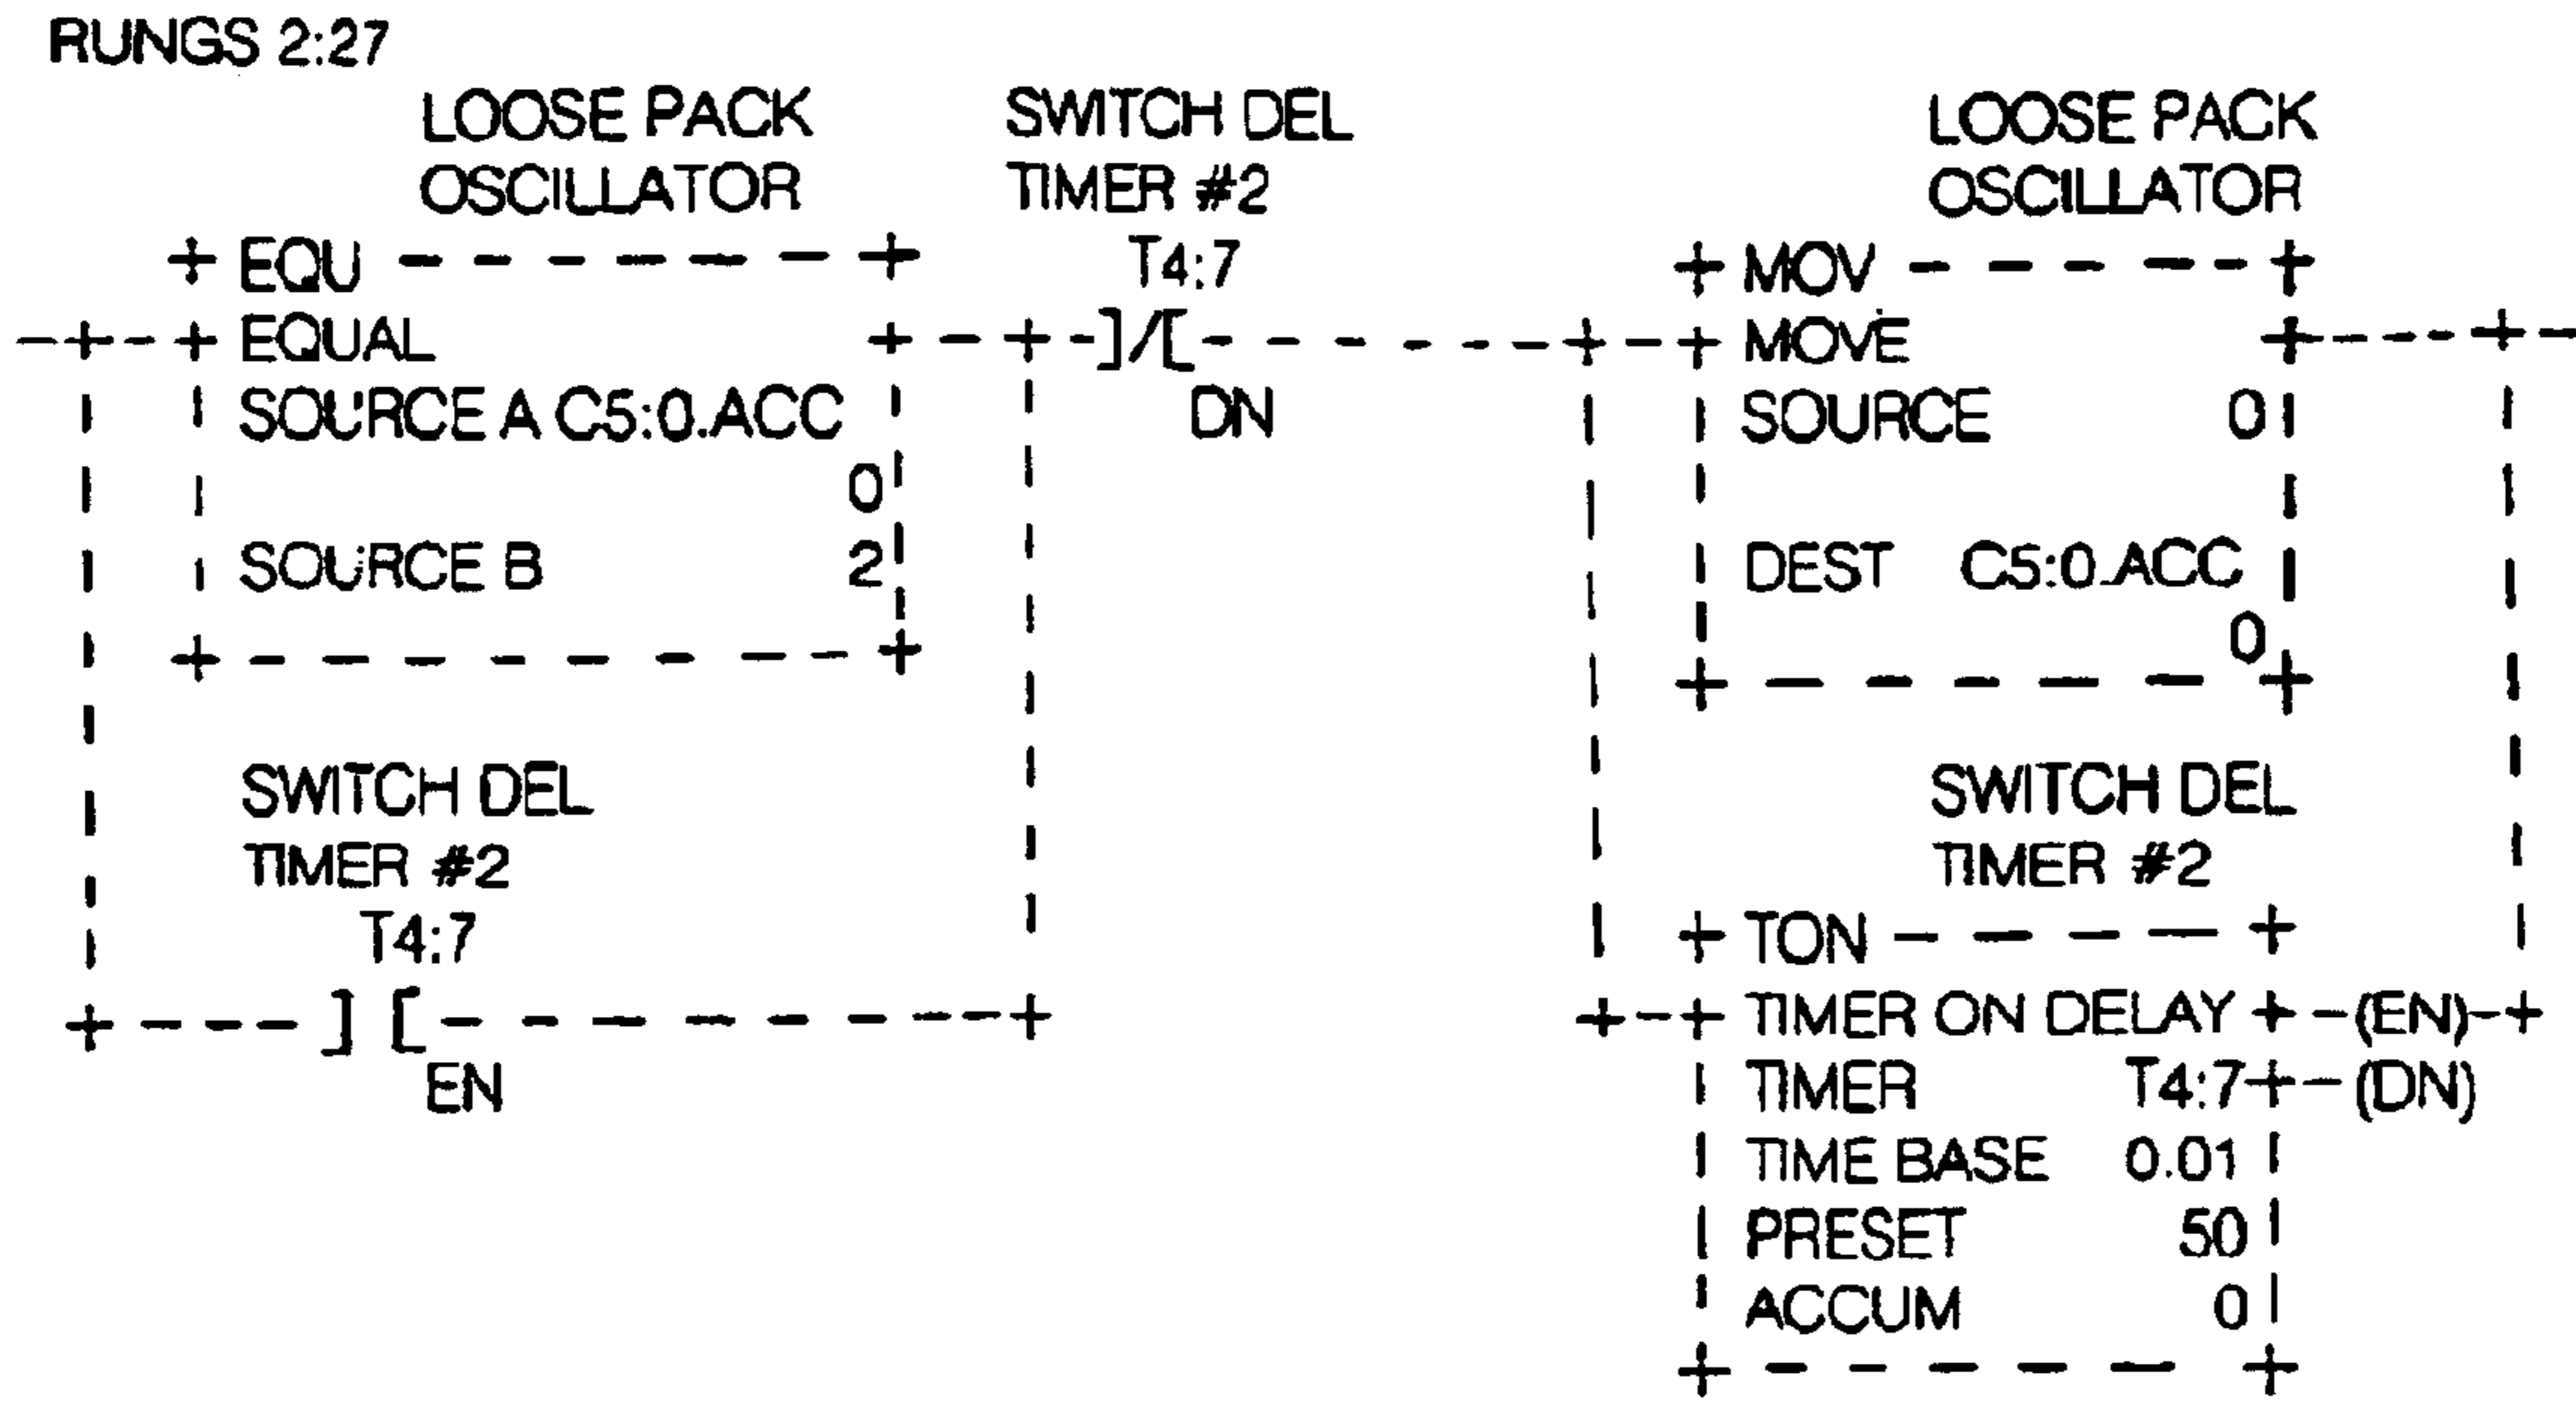 RUNGS 2:27
LOOSE PACK
OSCILLATOR
SWITCH DEL
TIMER #2
T4:7
LOOSE PACK
OSCILLATOR
EQU
EQUAL
SOURCE A C5:0.ACC
0
SOURCE B 2
]/[
DN
MOV
MOVE
SOURCE 0
DEST C5:0.ACC
0
SWITCH DEL
TIMER #2
T4:7
] [
EN
SWITCH DEL
TIMER #2
TON
TIMER ON DELAY (EN)
TIMER T4:7 (DN)
TIME BASE 0.01
PRESET 50
ACCUM 0